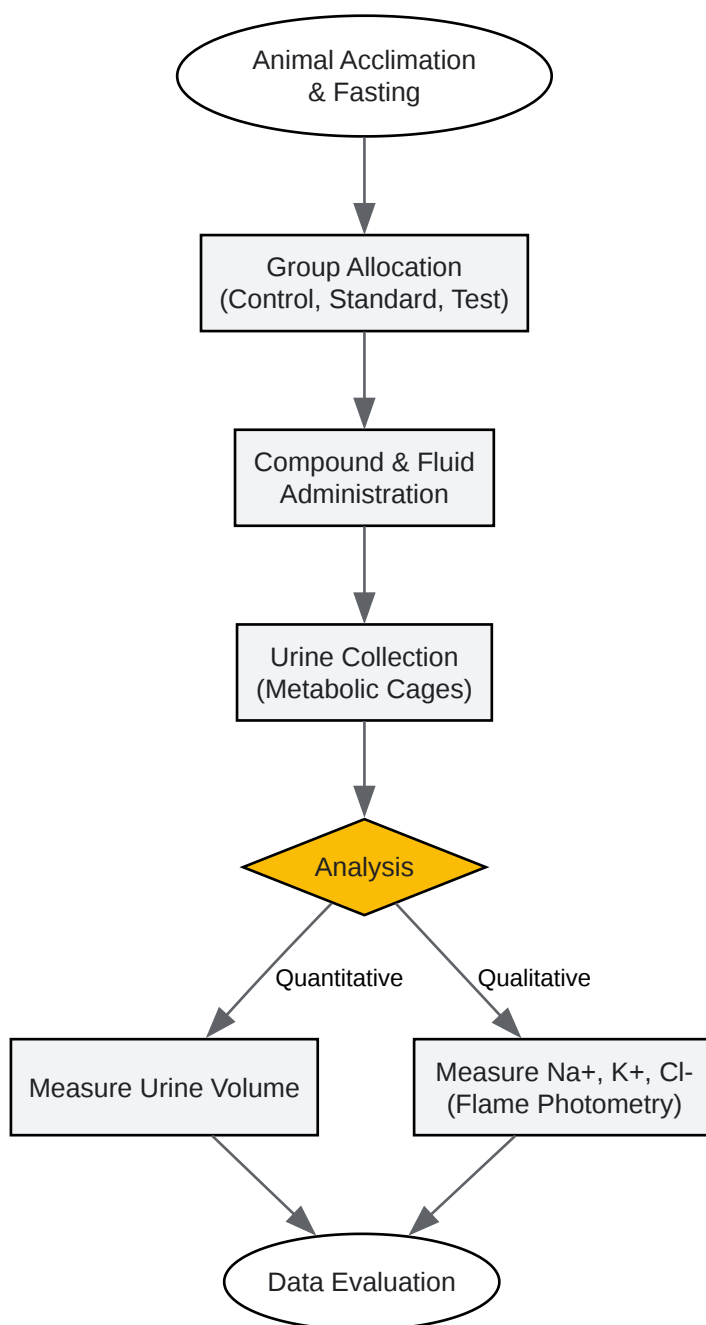 Animal Acclimation
& Fasting
Group Allocation
(Control, Standard, Test)
Compound & Fluid
Administration
Urine Collection
(Metabolic Cages)
Analysis
Quantitative
Qualitative
Measure Urine Volume
Measure Na+, K+, Cl-
(Flame Photometry)
Data Evaluation